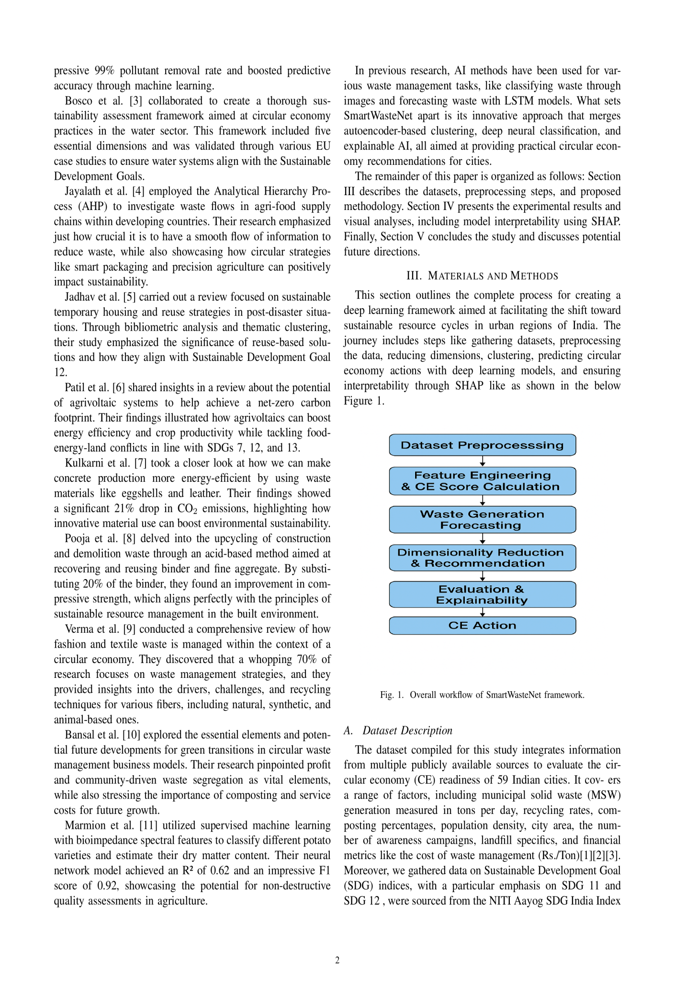 pressive 99% pollutant removal rate and boosted predictive
accuracy through machine learning.
Bosco et al. [3] collaborated to create a thorough sus-
tainability assessment framework aimed at circular economy
practices in the water sector. This framework included five
essential dimensions and was validated through various EU
case studies to ensure water systems align with the Sustainable
Development Goals.
Jayalath et al. [4] employed the Analytical Hierarchy Pro-
cess (AHP) to investigate waste flows in agri-food supply
chains within developing countries. Their research emphasized
just how crucial it is to have a smooth flow of information to
reduce waste, while also showcasing how circular strategies
like smart packaging and precision agriculture can positively
impact sustainability.
Jadhav et al. [5] carried out a review focused on sustainable
temporary housing and reuse strategies in post-disaster situa-
tions. Through bibliometric analysis and thematic clustering,
their study emphasized the significance of reuse-based solu-
tions and how they align with Sustainable Development Goal
12.
Patil et al. [6] shared insights in a review about the potential
of agrivoltaic systems to help achieve a net-zero carbon
footprint. Their findings illustrated how agrivoltaics can boost
energy efficiency and crop productivity while tackling food-
energy-land conflicts in line with SDGs 7, 12, and 13.
Kulkarni et al. [7] took a closer look at how we can make
concrete production more energy-efficient by using waste
materials like eggshells and leather. Their findings showed
a significant 21% drop in CO₂ emissions, highlighting how
innovative material use can boost environmental sustainability.
Pooja et al. [8] delved into the upcycling of construction
and demolition waste through an acid-based method aimed at
recovering and reusing binder and fine aggregate. By substi-
tuting 20% of the binder, they found an improvement in com-
pressive strength, which aligns perfectly with the principles of
sustainable resource management in the built environment.
Verma et al. [9] conducted a comprehensive review of how
fashion and textile waste is managed within the context of a
circular economy. They discovered that a whopping 70% of
research focuses on waste management strategies, and they
provided insights into the drivers, challenges, and recycling
techniques for various fibers, including natural, synthetic, and
animal-based ones.
Bansal et al. [10] explored the essential elements and poten-
tial future developments for green transitions in circular waste
management business models. Their research pinpointed profit
and community-driven waste segregation as vital elements,
while also stressing the importance of composting and service
costs for future growth.
Marmion et al. [11] utilized supervised machine learning
with bioimpedance spectral features to classify different potato
varieties and estimate their dry matter content. Their neural
network model achieved an R² of 0.62 and an impressive F1
score of 0.92, showcasing the potential for non-destructive
quality assessments in agriculture.
In previous research, AI methods have been used for var-
ious waste management tasks, like classifying waste through
images and forecasting waste with LSTM models. What sets
SmartWasteNet apart is its innovative approach that merges
autoencoder-based clustering, deep neural classification, and
explainable AI, all aimed at providing practical circular econ-
omy recommendations for cities.
The remainder of this paper is organized as follows: Section
III describes the datasets, preprocessing steps, and proposed
methodology. Section IV presents the experimental results and
visual analyses, including model interpretability using SHAP.
Finally, Section V concludes the study and discusses potential
future directions.
III. MATERIALS AND METHODS
This section outlines the complete process for creating a
deep learning framework aimed at facilitating the shift toward
sustainable resource cycles in urban regions of India. The
journey includes steps like gathering datasets, preprocessing
the data, reducing dimensions, clustering, predicting circular
economy actions with deep learning models, and ensuring
interpretability through SHAP like as shown in the below
Figure 1.
Dataset Preprocesssing
Feature Engineering
& CE Score Calculation
Waste Generation
Forecasting
Dimensionality Reduction
& Recommendation
Evaluation &
Explainability
CE Action
Fig. 1. Overall workflow of SmartWasteNet framework.
A. Dataset Description
The dataset compiled for this study integrates information
from multiple publicly available sources to evaluate the cir-
cular economy (CE) readiness of 59 Indian cities. It cov- ers
a range of factors, including municipal solid waste (MSW)
generation measured in tons per day, recycling rates, com-
posting percentages, population density, city area, the num-
ber of awareness campaigns, landfill specifics, and financial
metrics like the cost of waste management (Rs./Ton)[1][2][3].
Moreover, we gathered data on Sustainable Development Goal
(SDG) indices, with a particular emphasis on SDG 11 and
SDG 12 , were sourced from the NITI Aayog SDG India Index
2